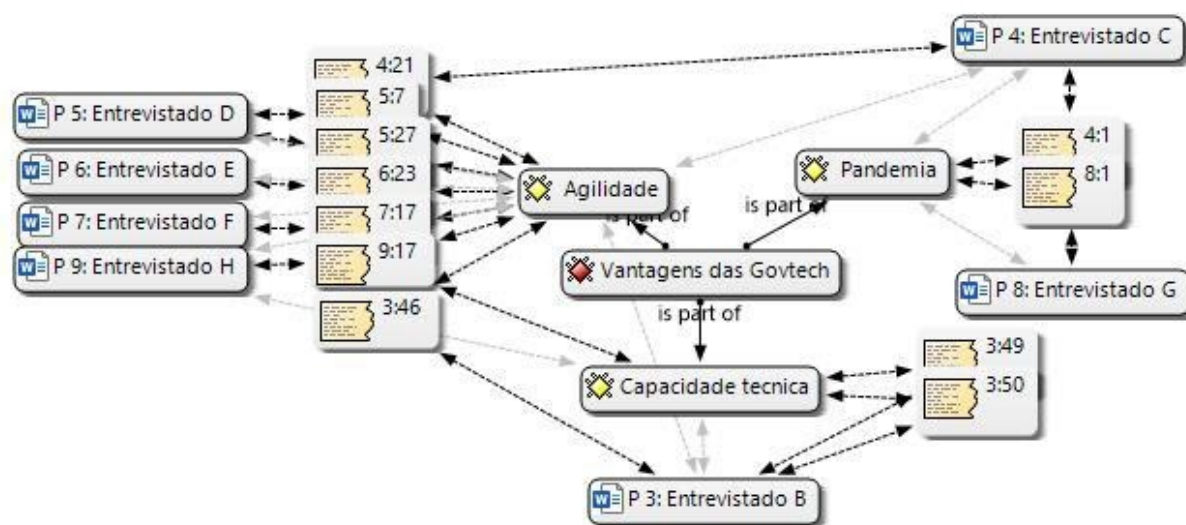 P 4: Entrevistado C
4:21
5:7
P 5: Entrevistado D
5:27
4:1
P 6: Entrevistado E
6:23
Agilidade
Pandemia
8:1
7:17
is part of
is part of
P 7: Entrevistado F
9:17
P 9: Entrevistado H
Vantagens das Govtech
P 8: Entrevistado G
3:46
is part of
3:49
Capacidade tecnica
3:50
P 3: Entrevistado B